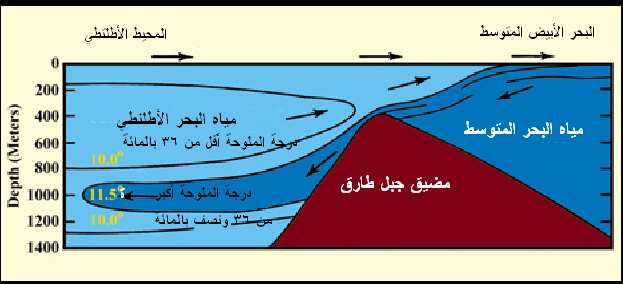 المحيط الأطلنطي
البحر الأبيض المتوسط
Depth (Meters)
0
200
400
600
800
1000
1200
1400
مياه البحر الأطلنطي
درجة الملوحة أقل من ٣٦ بالمائة
10.0°
11.5°
درجة الملوحة أكبر
من ٣٦ ونصف بالمائة
10.0°
مياه البحر المتوسط
مضيق جبل طارق